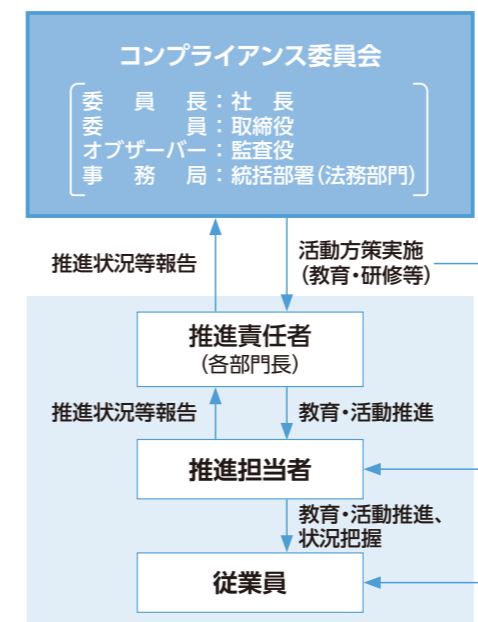 コンプライアンス委員会
委員長：社長
委員：取締役
オブザーバー：監査役
事務局：統括部署（法務部門）
推進状況等報告
活動方策実施
（教育・研修等）
推進責任者
（各部門長）
推進状況等報告
教育・活動推進
推進担当者
教育・活動推進、
状況把握
従業員